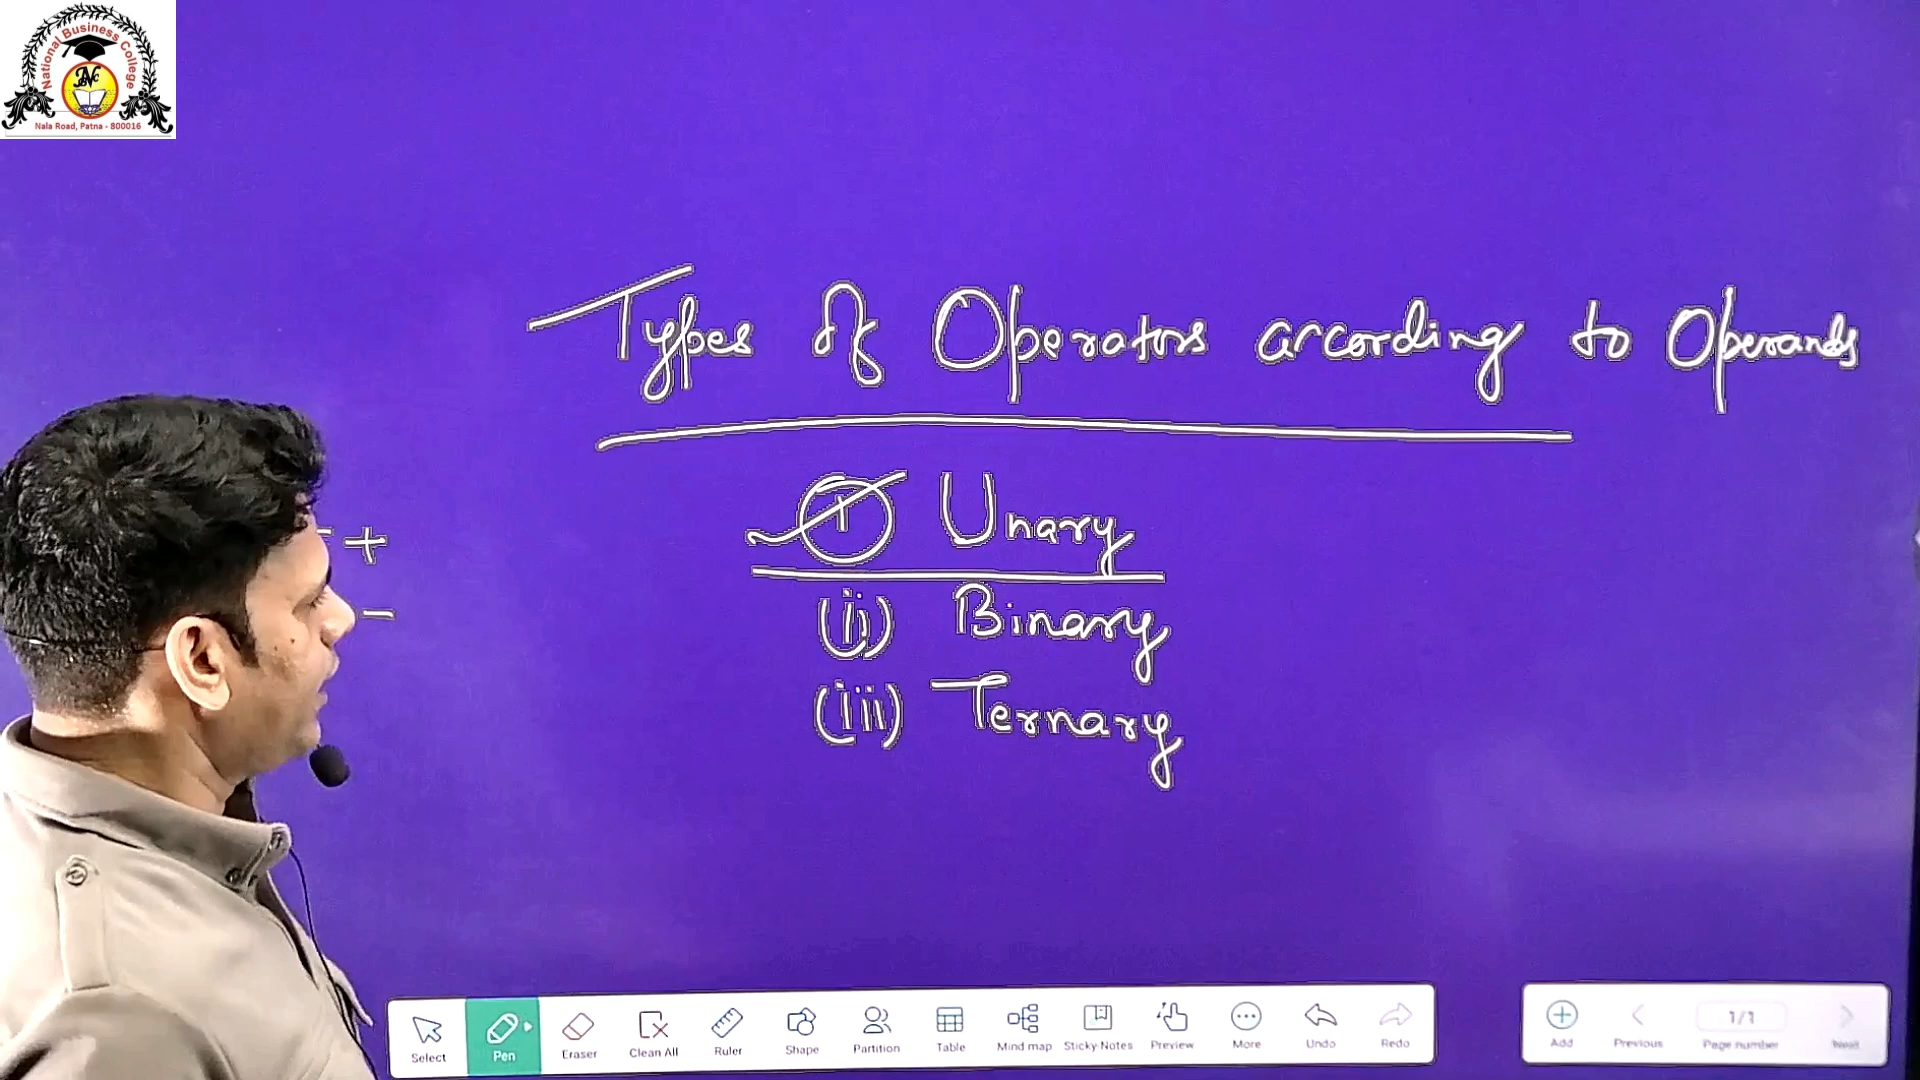 National Business College
Nala Road, Patna - 800016
Types of Operators arcording to Operands
Unary
(ii) Binary
(iii) Ternary
+
-
Select
Pen
Eraser
Clean All
Ruler
Shape
Partition
Table
Mind map
Sticky Notes
Preview
More
Undo
Redo
Add
Previous
1/1
Page number
Next